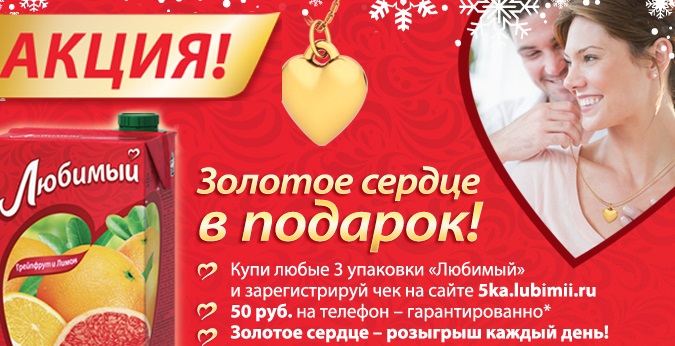 АКЦИЯ!
Любимый
Грейпфрут и Лимон
Золотое сердце
в подарок!
Купи любые 3 упаковки «Любимый»
и зарегистрируй чек на сайте 5ka.lubimii.ru
50 руб. на телефон – гарантированно*
Золотое сердце – розыгрыш каждый день!